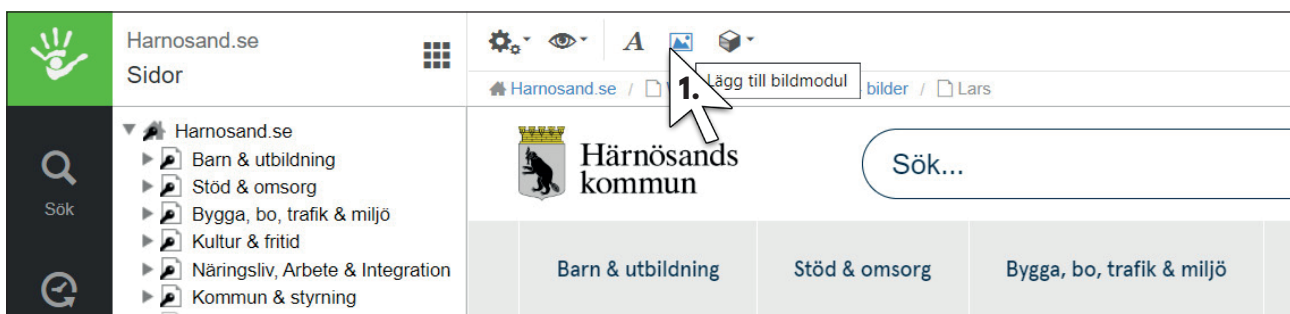 Harnosand.se
Sidor
A
Lägg till bildmodul
1.
Harnosand.se / bilder / Lars
Sök
Harnosand.se
Barn & utbildning
Stöd & omsorg
Bygga, bo, trafik & miljö
Kultur & fritid
Näringsliv, Arbete & Integration
Kommun & styrning
Härnösands
kommun
Sök...
Barn & utbildning Stöd & omsorg Bygga, bo, trafik & miljö